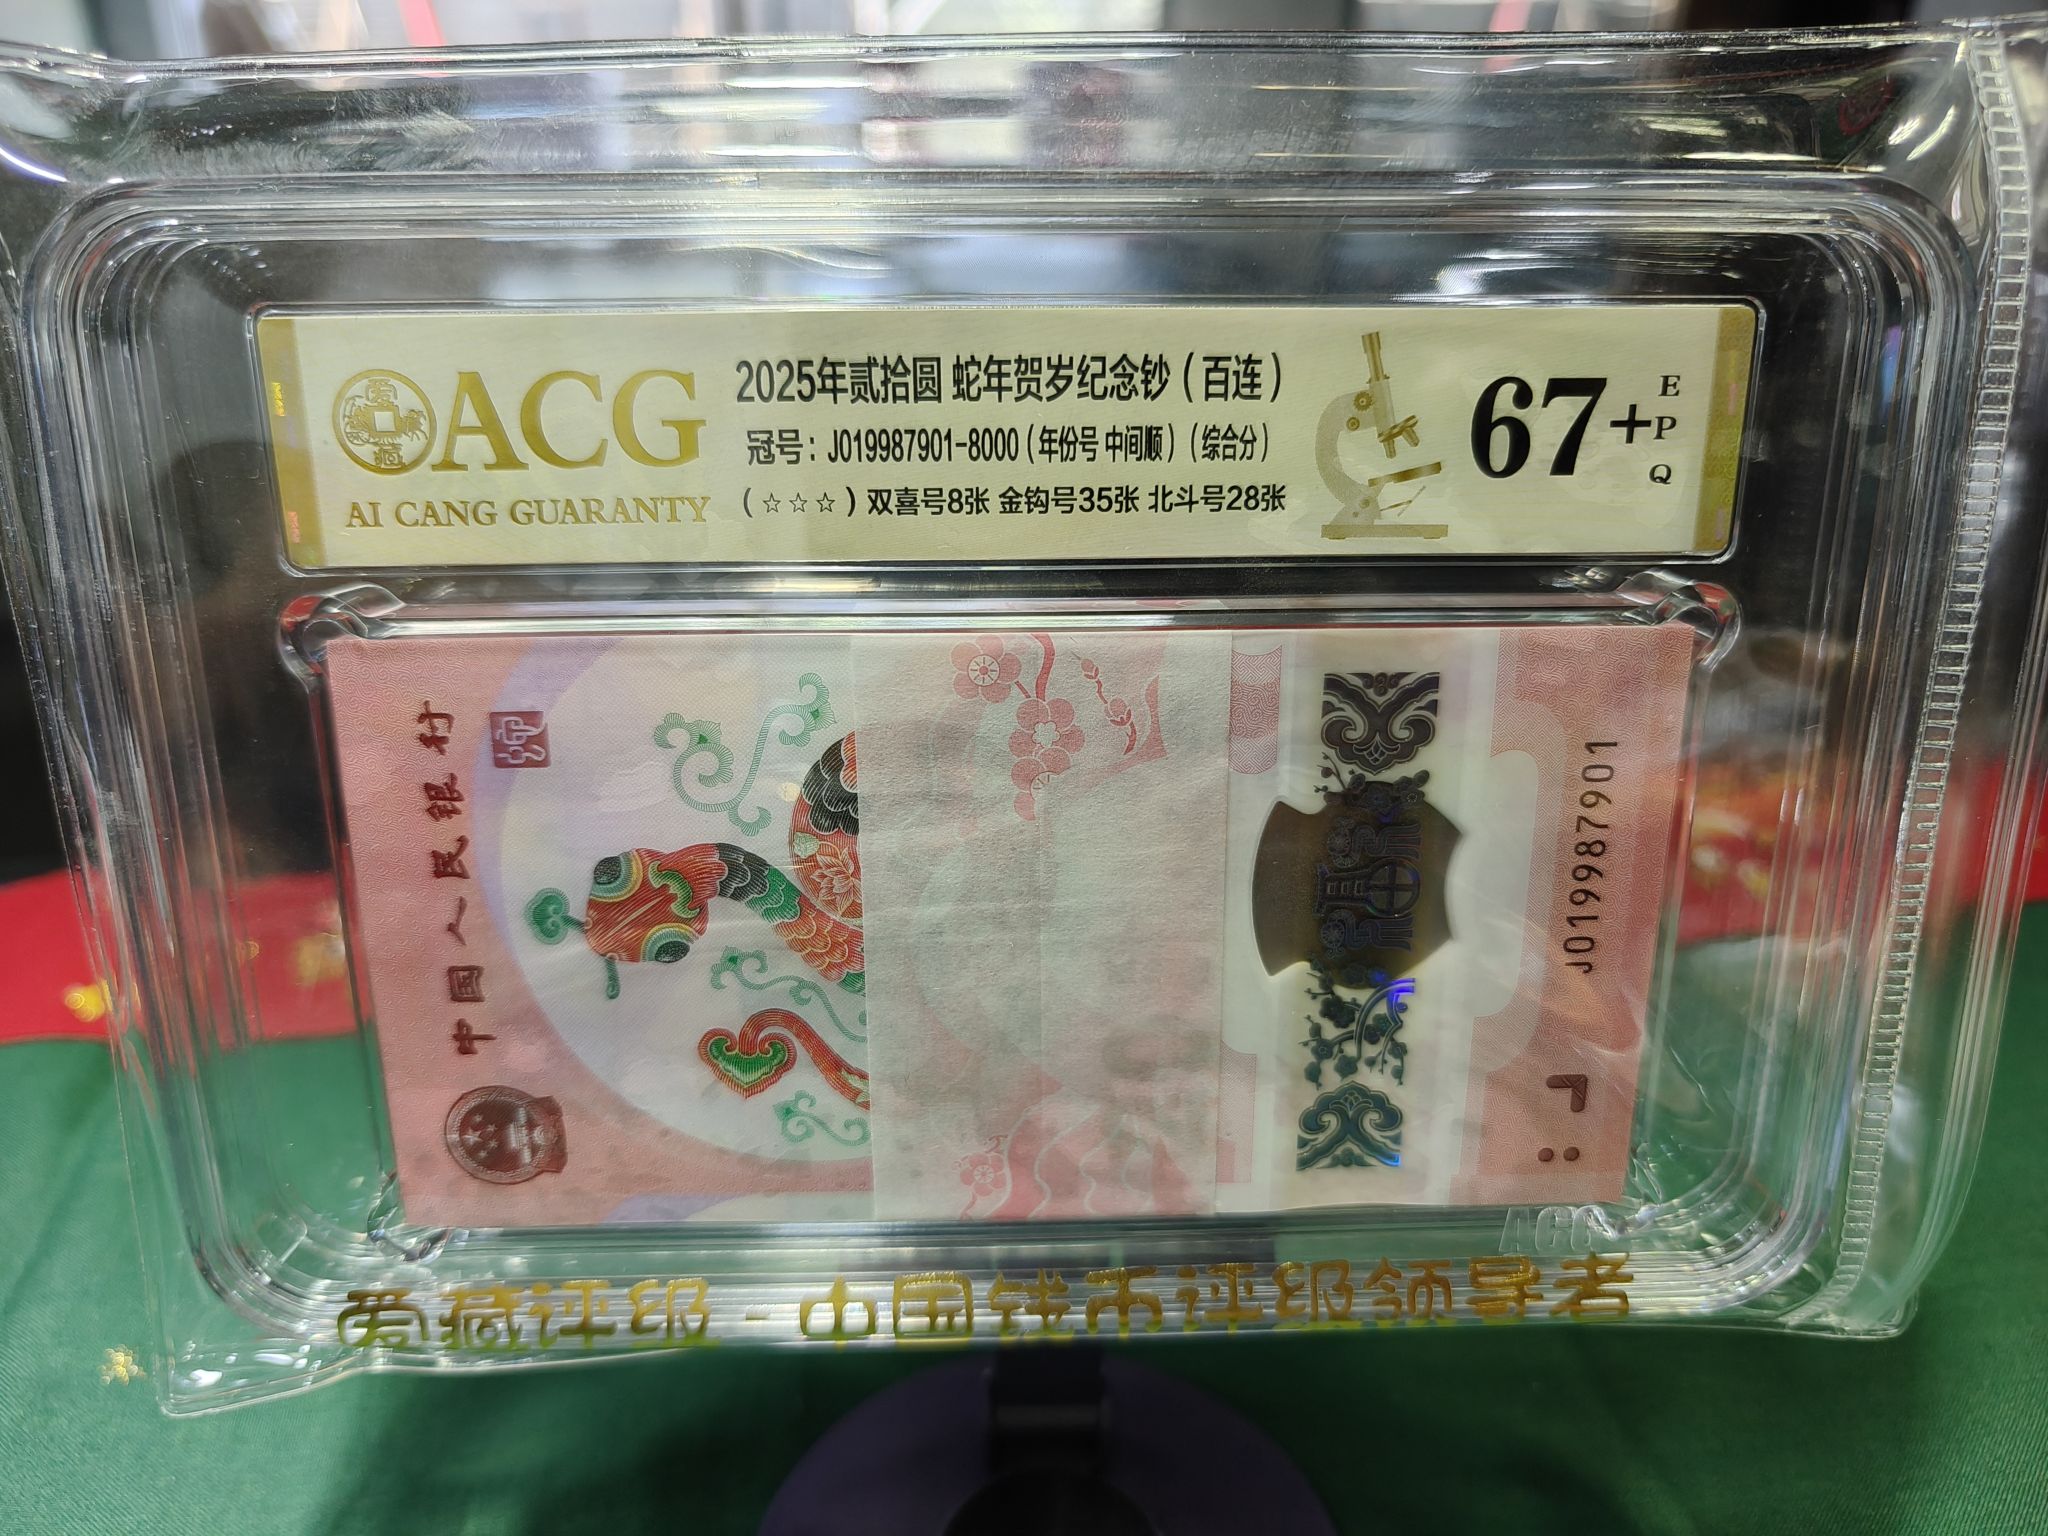 ACG
AI CANG GUARANTY
2025年贰拾圆 蛇年贺岁纪念钞(百连)
冠号: J019987901-8000(年份号 中间顺)(综合分)
(☆☆☆)双喜号8张 金钩号35张 北斗号28张
67+
EPQ
中国人民银行
J019987901
ACG
爱藏评级-中国钱币评级领导者